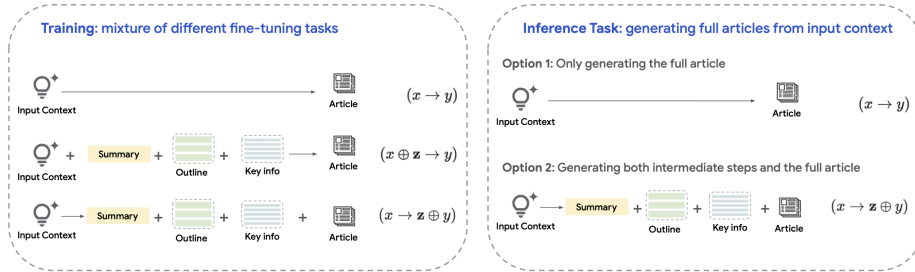 Training: mixture of different fine-tuning tasks
Input Context
Article
(x → y)
+ Summary + + →
Input Context
Outline
Key info
Article
(x ⊕ z → y)
→ Summary + + +
Input Context
Outline
Key info
Article
(x → z ⊕ y)
Inference Task: generating full articles from input context
Option 1: Only generating the full article
Input Context
Article
(x → y)
Option 2: Generating both intermediate steps and the full article
→ Summary + + +
Input Context
Outline
Key info
Article
(x → z ⊕ y)